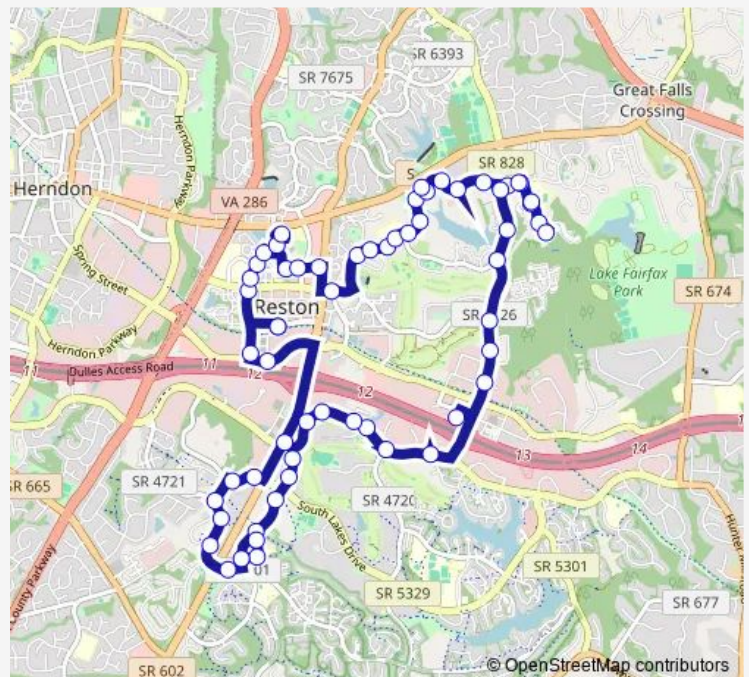 SR 6393
SR 7675
Great Falls
Crossing
Herndon Parkway
SR 828
Herndon
VA 286
Spring Street
Lake Fairfax
Park
SR 674
Reston
Herndon Parkway
11
Dulles Access Road
11
12
12
13
14
SR 4721
SR 665
South Lakes Drive
SR 5301
SR 5329
SR 677
County Parkway
SR 602
© OpenStreetMap contributors